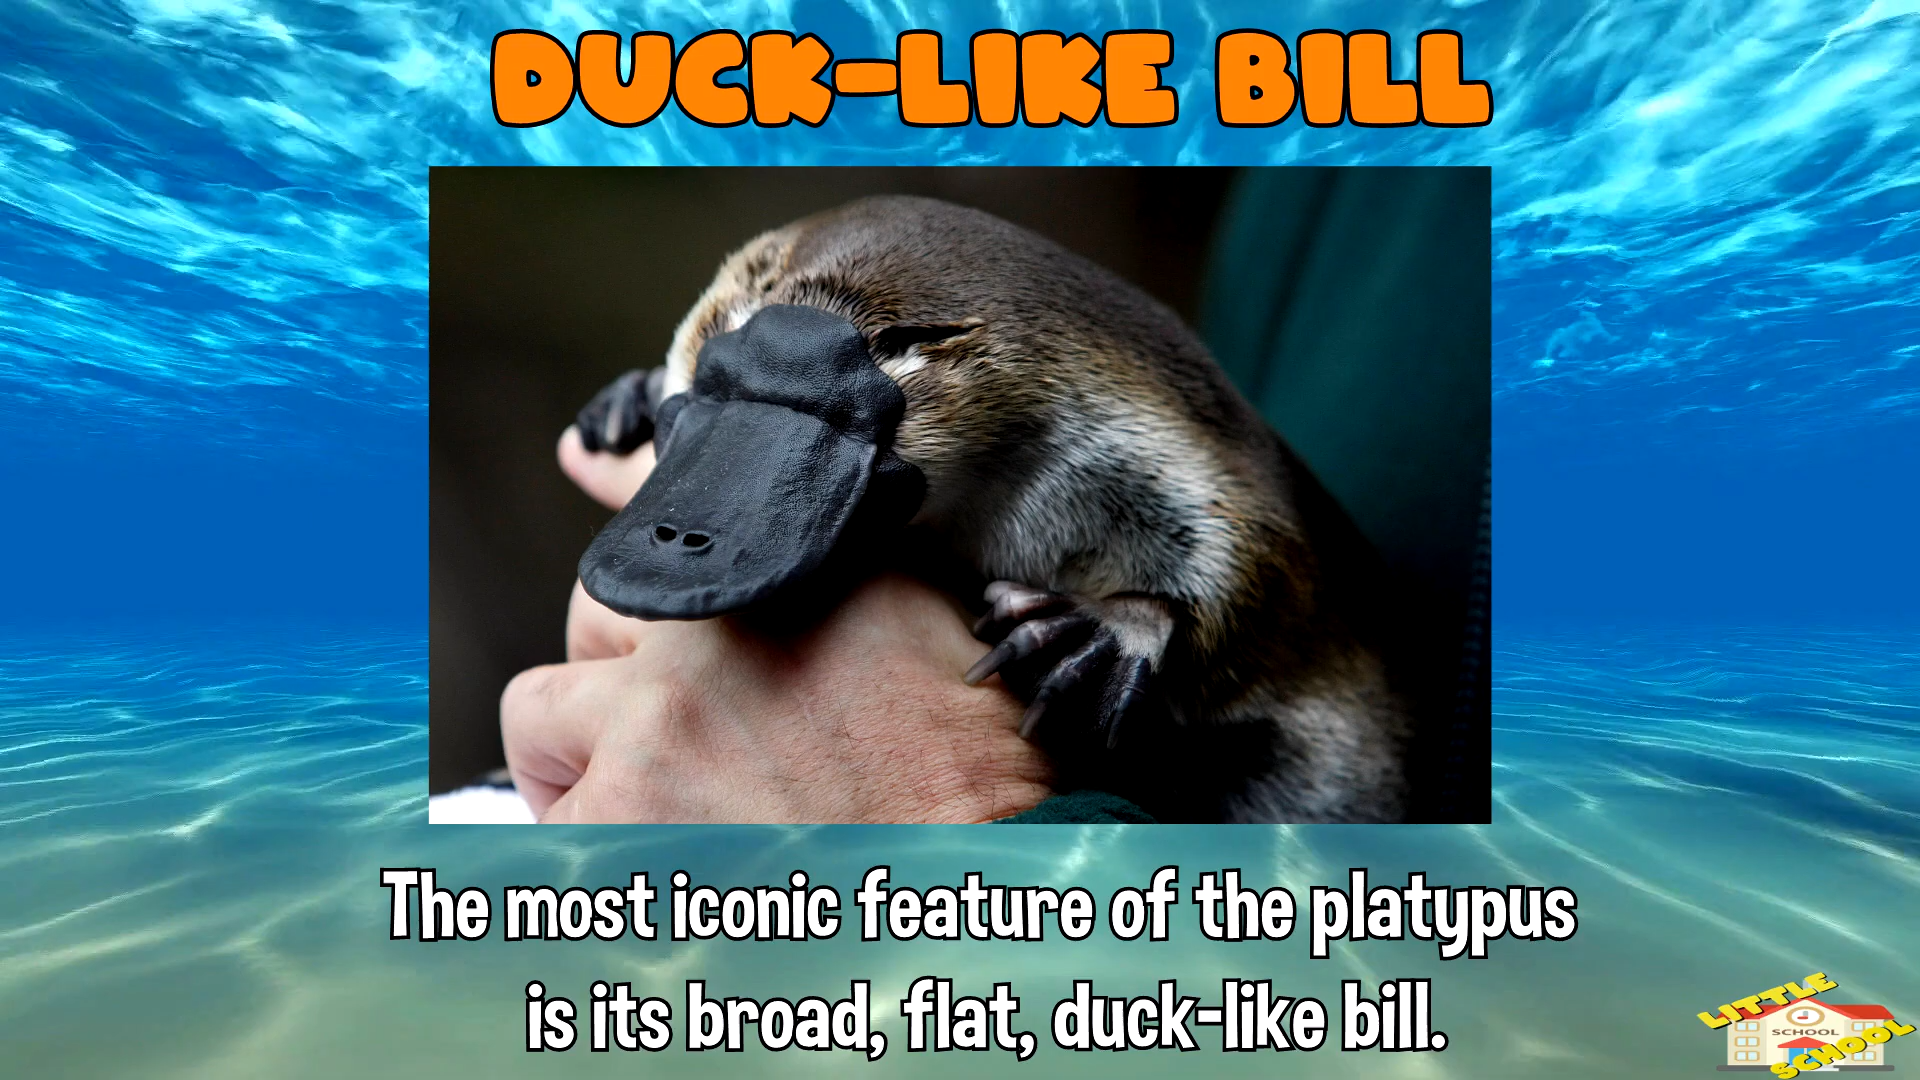 DUCK-LIKE BILL
The most iconic feature of the platypus
is its broad, flat, duck-like bill.
LITTLE
SCHOOL
SCHOOL